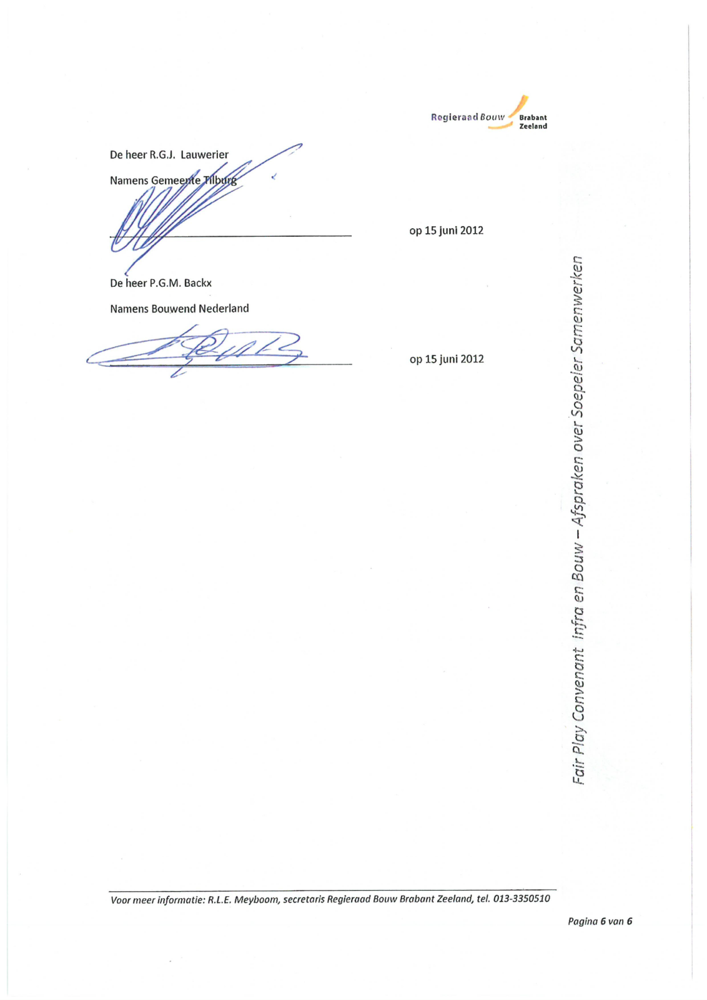 Regieraad Bouw Brabant
Zeeland
De heer R.G.J. Lauwerier
Namens Gemeente Tilburg
op 15 juni 2012
De heer P.G.M. Backx
Namens Bouwend Nederland
op 15 juni 2012
Fair Play Convenant Infra en Bouw – Afspraken over Soepeler Samenwerken
Voor meer informatie: R.L.E. Meyboom, secretaris Regieraad Bouw Brabant Zeeland, tel. 013-3350510
Pagina 6 van 6